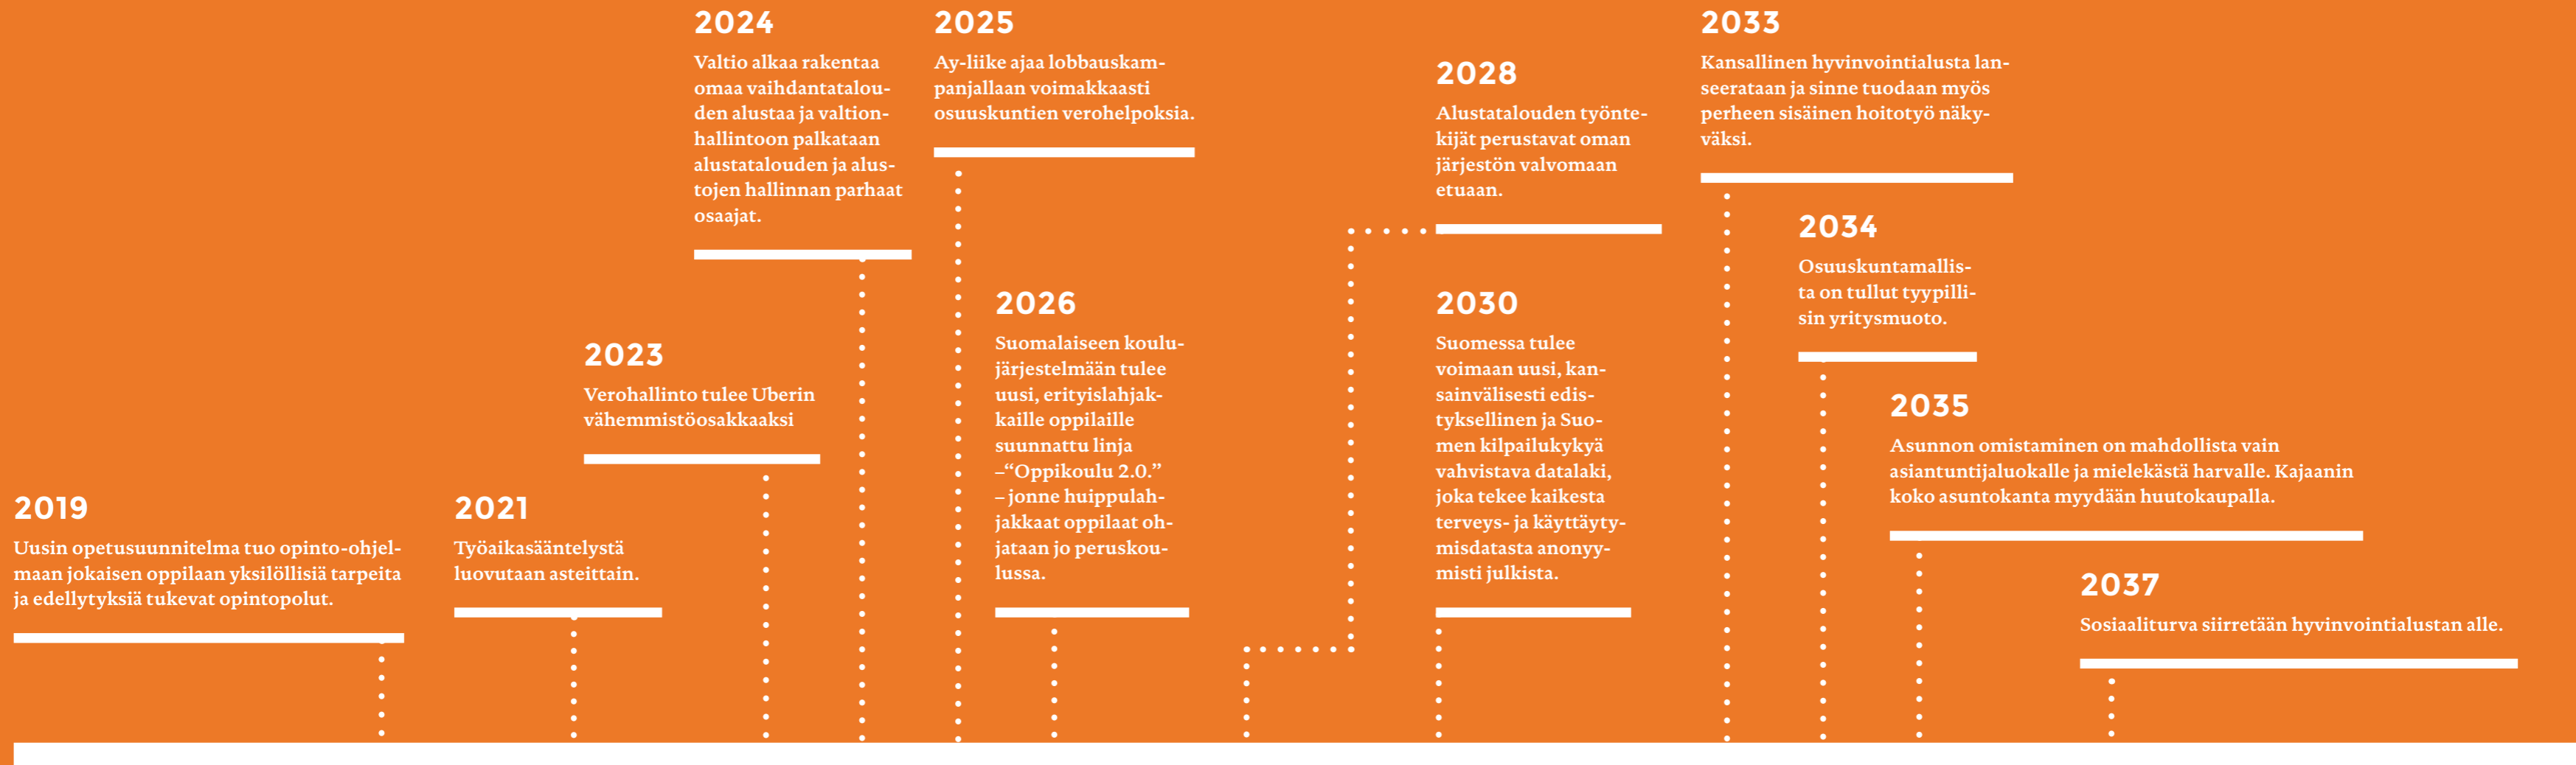 2019
Uusin opetusuunnitelma tuo opinto-ohjel-
maan jokaisen oppilaan yksilöllisiä tarpeita
ja edellytyksiä tukevat opintopolut.
2021
Työaikasääntelystä
luovutaan asteittain.
2023
Verohallinto tulee Uberin
vähemmistöosakkaaksi
2024
Valtio alkaa rakentaa
omaa vaihdantatalou-
den alustaa ja valtion-
hallintoon palkataan
alustatalouden ja alus-
tojen hallinnan parhaat
osaajat.
2025
Ay-liike ajaa lobbauskam-
panjallaan voimakkaasti
osuuskuntien verohelpoksia.
2026
Suomalaiseen koulu-
järjestelmään tulee
uusi, erityislahjak-
kaille oppilaille
suunnattu linja
–“Oppikoulu 2.0.”
– jonne huippulah-
jakkaat oppilaat oh-
jataan jo peruskou-
lussa.
2028
Alustatalouden työnte-
kijät perustavat oman
järjestön valvomaan
etuaan.
2030
Suomessa tulee
voimaan uusi, kan-
sainvälisesti edis-
tyksellinen ja Suo-
men kilpailukykyä
vahvistava datalaki,
joka tekee kaikesta
terveys- ja käyttäyty-
misdatasta anonyy-
misti julkista.
2033
Kansallinen hyvinvointialusta lan-
seerataan ja sinne tuodaan myös
perheen sisäinen hoitotyö näky-
väksi.
2034
Osuuskuntamallis-
ta on tullut tyypilli-
sin yritysmuoto.
2035
Asunnon omistaminen on mahdollista vain
asiantuntijaluokalle ja mielekästä harvalle. Kajaanin
koko asuntokanta myydään huutokaupalla.
2037
Sosiaaliturva siirretään hyvinvointialustan alle.